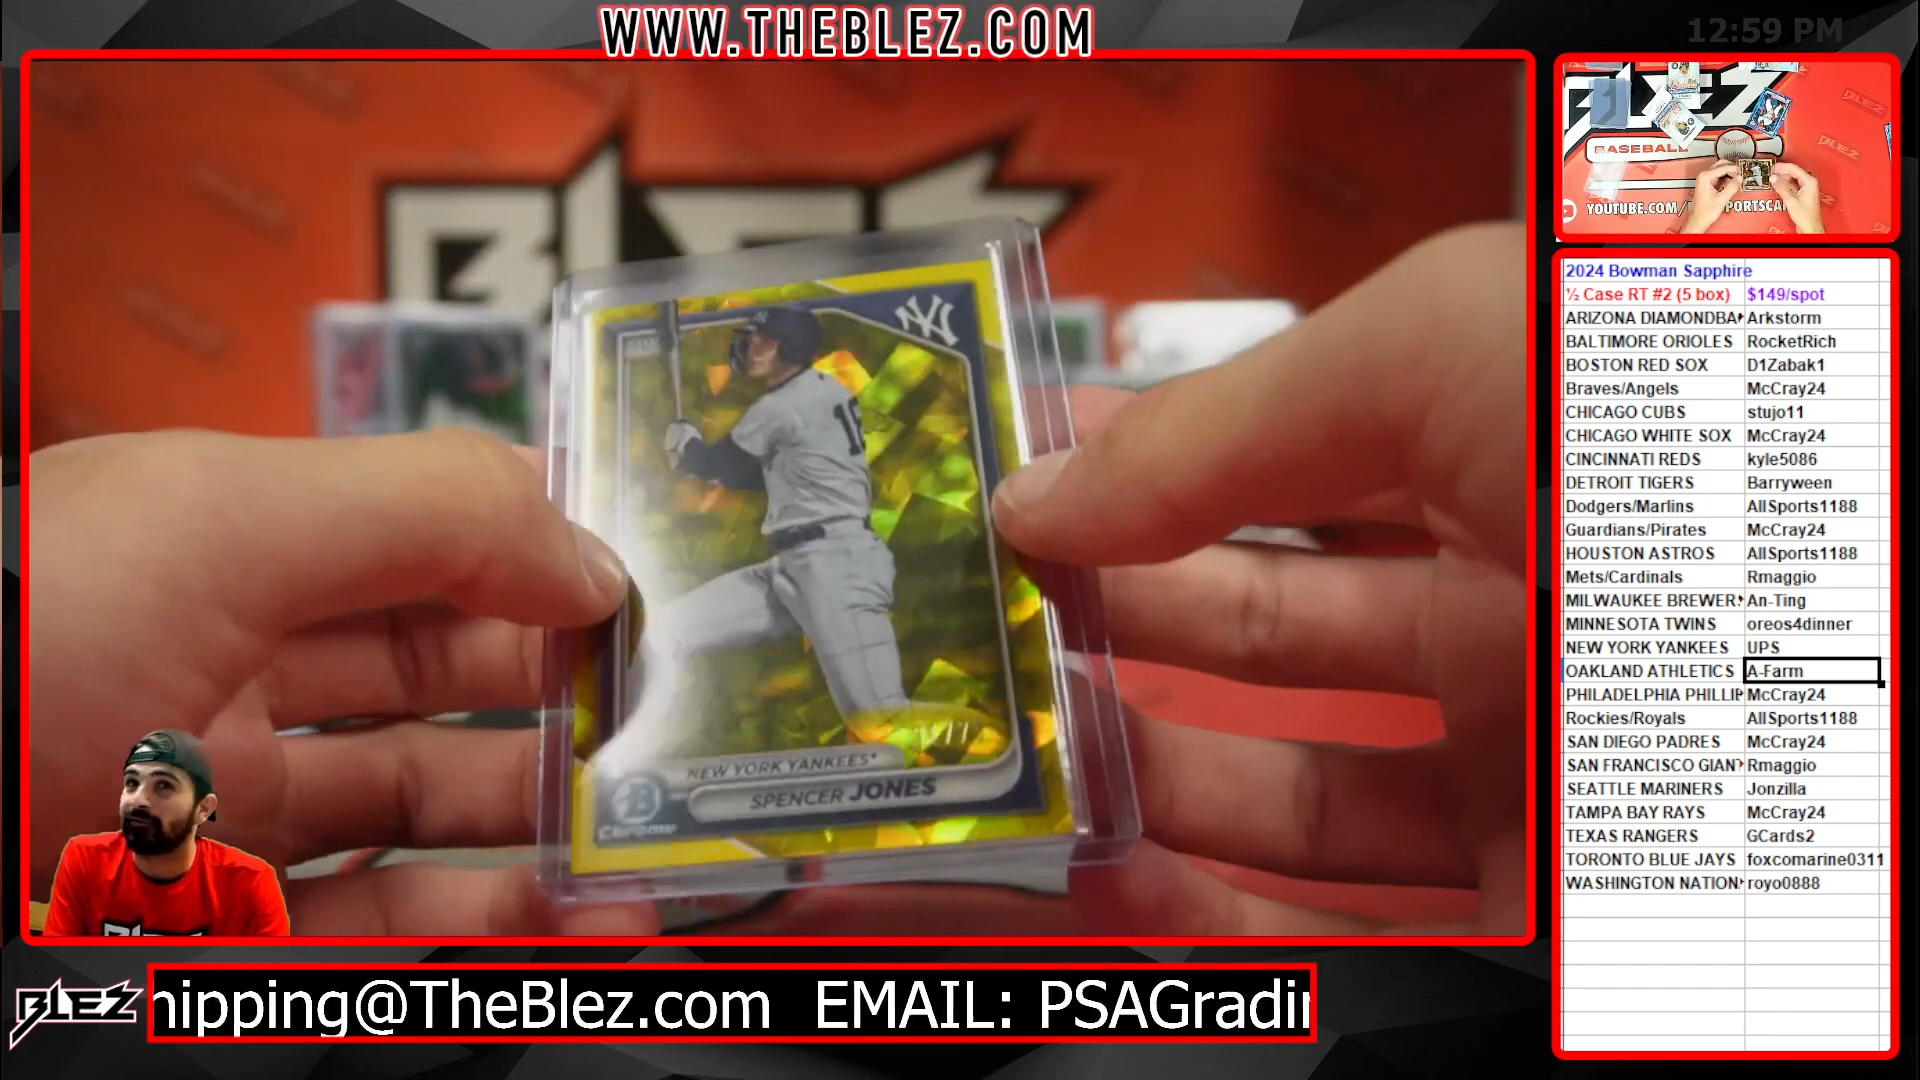 WWW.THEBLEZ.COM
12:59 PM
BLEZ
NEW YORK YANKEES*
SPENCER JONES
Chrome
BASEBALL
YOUTUBE.COM/
2024 Bowman Sapphire
½ Case RT #2 (5 box) $149/spot
ARIZONA DIAMONDBA Arkstorm
BALTIMORE ORIOLES RocketRich
BOSTON RED SOX D1Zabak1
Braves/Angels McCray24
CHICAGO CUBS stujo11
CHICAGO WHITE SOX McCray24
CINCINNATI REDS kyle5086
DETROIT TIGERS Barryween
Dodgers/Marlins AllSports1188
Guardians/Pirates McCray24
HOUSTON ASTROS AllSports1188
Mets/Cardinals Rmaggio
MILWAUKEE BREWER An-Ting
MINNESOTA TWINS oreos4dinner
NEW YORK YANKEES UPS
OAKLAND ATHLETICS A-Farm
PHILADELPHIA PHILLI McCray24
Rockies/Royals AllSports1188
SAN DIEGO PADRES McCray24
SAN FRANCISCO GIAN Rmaggio
SEATTLE MARINERS Jonzilla
TAMPA BAY RAYS McCray24
TEXAS RANGERS GCards2
TORONTO BLUE JAYS foxcomarine0311
WASHINGTON NATION royo0888
BLEZ
hipping@TheBlez.com EMAIL: PSAGradin